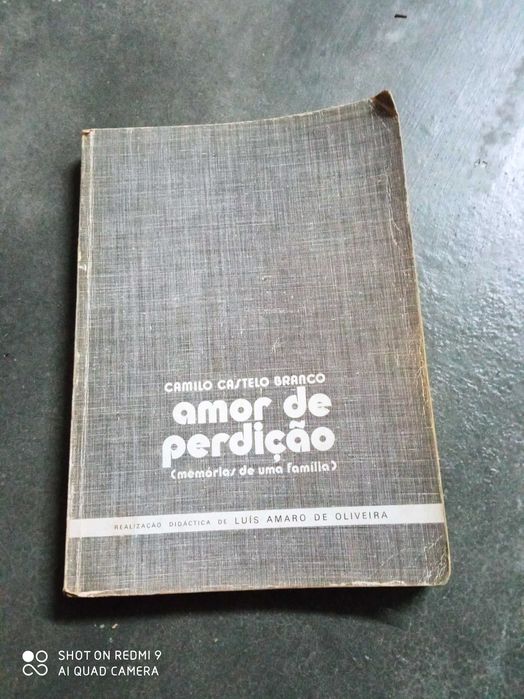 CAMILO CASTELO BRANCO
amor de
perdição
(memórias de uma família)
REALIZAÇÃO DIDÁCTICA DE LUÍS AMARO DE OLIVEIRA
SHOT ON REDMI 9
AI QUAD CAMERA